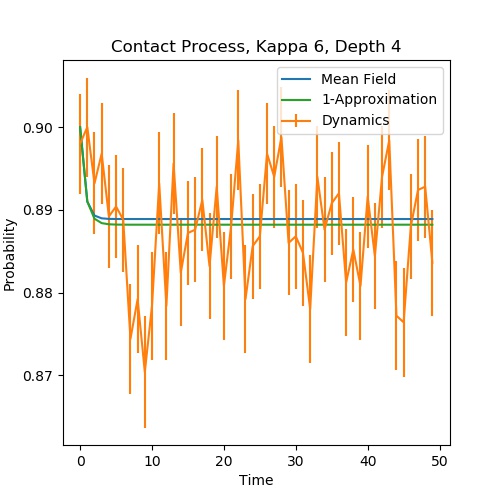 Contact Process, Kappa 6, Depth 4
Mean Field
1-Approximation
Dynamics
0.90
0.89
0.88
0.87
Probability
0
10
20
30
40
50
Time